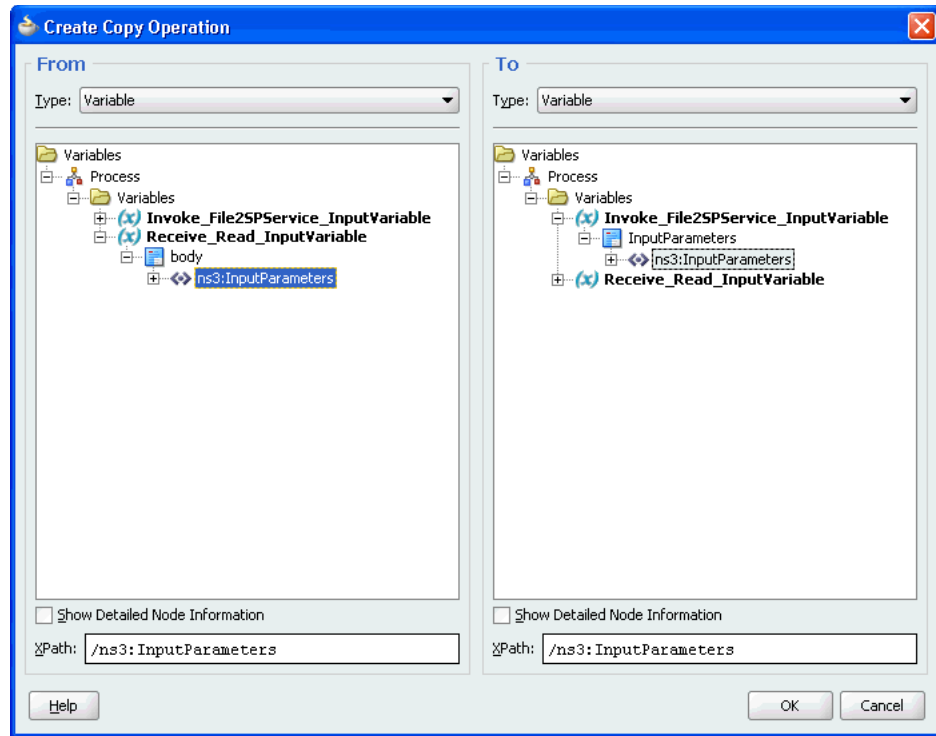 Create Copy Operation
From
Type: Variable
Variables
Process
Variables
Invoke_File2SPService_InputVariable
Receive_Read_InputVariable
body
ns3:InputParameters
Show Detailed Node Information
XPath: /ns3:InputParameters
To
Type: Variable
Variables
Process
Variables
Invoke_File2SPService_InputVariable
InputParameters
ns3:InputParameters
Receive_Read_InputVariable
Show Detailed Node Information
XPath: /ns3:InputParameters
Help
OK
Cancel